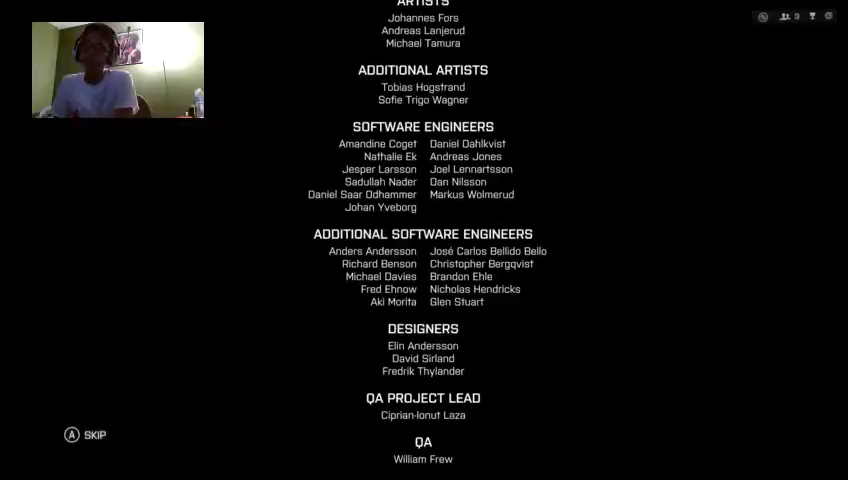 ARTISTS
Johannes Fors
Andreas Lanjerud
Michael Tamura
ADDITIONAL ARTISTS
Tobias Hogstrand
Sofie Trigo Wagner
SOFTWARE ENGINEERS
Amandine Coget Daniel Dahlkvist
Nathalie Ek Andreas Jones
Jesper Larsson Joel Lennartsson
Sadullah Nader Dan Nilsson
Daniel Saar Odhammer Markus Wolmerud
Johan Yveborg
ADDITIONAL SOFTWARE ENGINEERS
Anders Andersson José Carlos Bellido Bello
Richard Benson Christopher Bergqvist
Michael Davies Brandon Ehle
Fred Ehnow Nicholas Hendricks
Aki Morita Glen Stuart
DESIGNERS
Elin Andersson
David Sirland
Fredrik Thylander
QA PROJECT LEAD
Ciprian-Ionut Laza
QA
William Frew
A SKIP
3